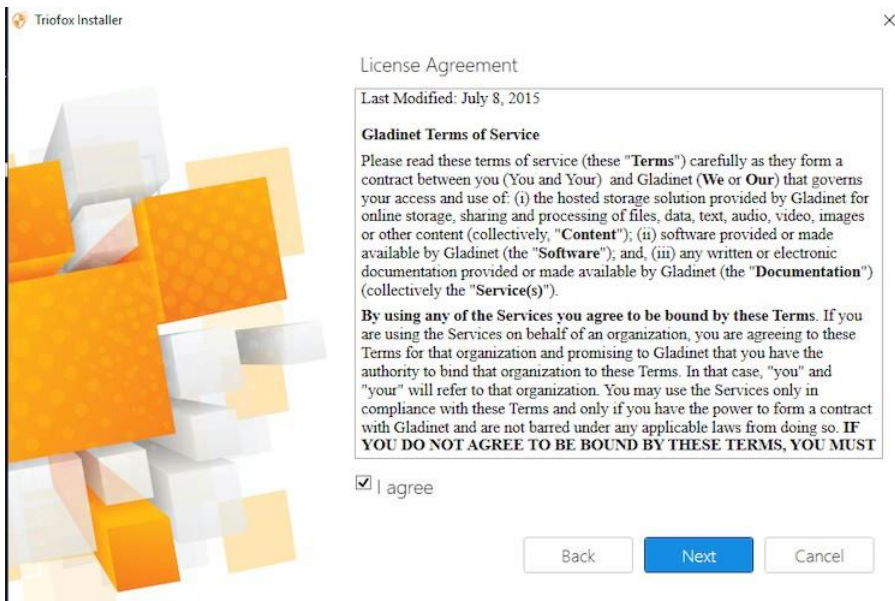 Triofox Installer
License Agreement
Last Modified: July 8, 2015
Gladinet Terms of Service
Please read these terms of service (these "Terms") carefully as they form a
contract between you (You and Your) and Gladinet (We or Our) that governs
your access and use of: (i) the hosted storage solution provided by Gladinet for
online storage, sharing and processing of files, data, text, audio, video, images
or other content (collectively, "Content"); (ii) software provided or made
available by Gladinet (the "Software"); and, (iii) any written or electronic
documentation provided or made available by Gladinet (the "Documentation")
(collectively the "Service(s)").
By using any of the Services you agree to be bound by these Terms. If you
are using the Services on behalf of an organization, you are agreeing to these
Terms for that organization and promising to Gladinet that you have the
authority to bind that organization to these Terms. In that case, "you" and
"your" will refer to that organization. You may use the Services only in
compliance with these Terms and only if you have the power to form a contract
with Gladinet and are not barred under any applicable laws from doing so. IF
YOU DO NOT AGREE TO BE BOUND BY THESE TERMS, YOU MUST
I agree
Back
Next
Cancel